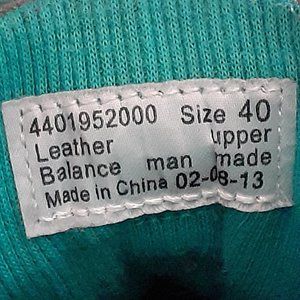 4401952000 Size 40
Leather upper
Balance man made
Made in China 02-08-13